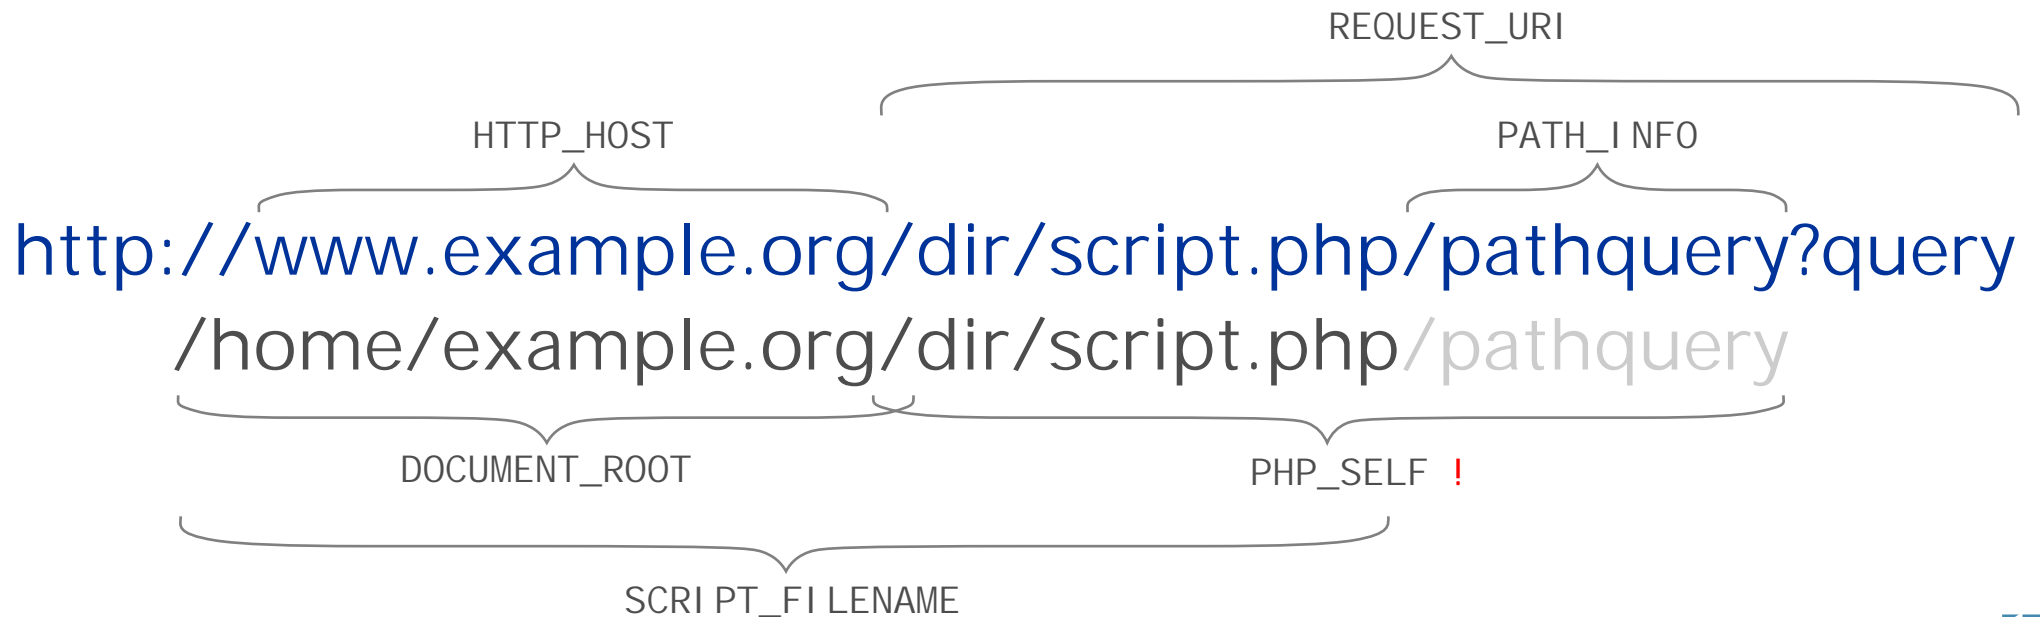 REQUEST_URI
HTTP_HOST PATH_INFO
http://www.example.org/dir/script.php/pathquery?query
/home/example.org/dir/script.php/pathquery
DOCUMENT_ROOT PHP_SELF !
SCRIPT_FILENAME